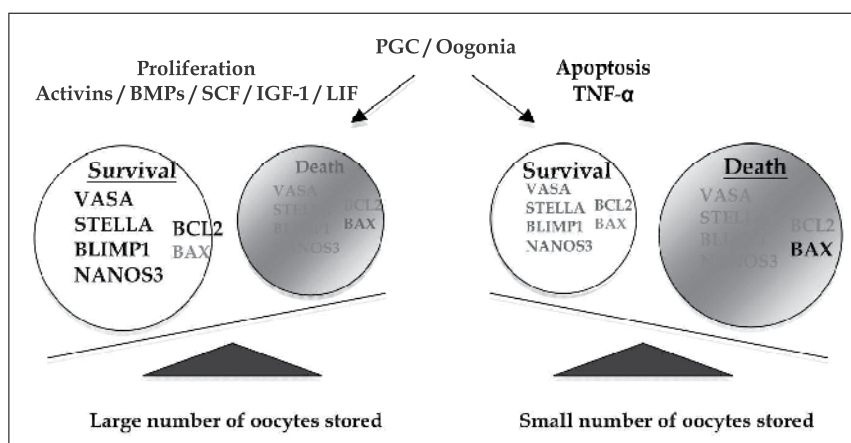 PGC / Oogonia
Proliferation
Activins / BMPs / SCF / IGF-1 / LIF
Apoptosis
TNF-α
Survival
VASA
STELLA
BLIMP1
NANOS3
BCL2
BAX
Death
VASA
STELLA
BLIMP1
NANOS3
BCL2
BAX
Survival
VASA
STELLA
BLIMP1
NANOS3
BCL2
BAX
Death
VASA
STELLA
BLIMP1
NANOS3
BCL2
BAX
Large number of oocytes stored
Small number of oocytes stored